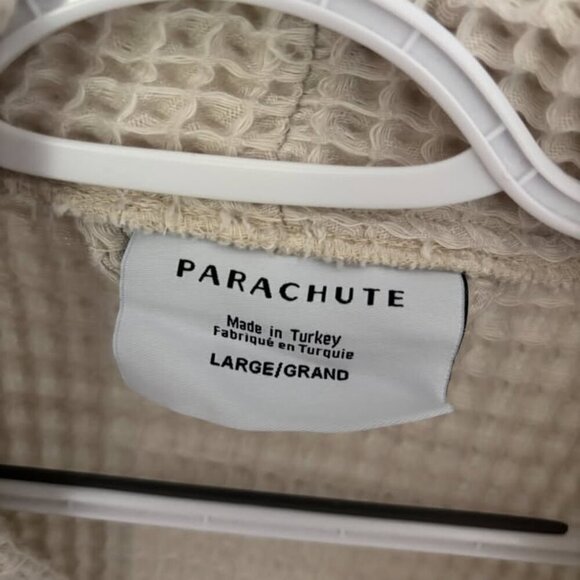 PARACHUTE
Made in Turkey
Fabriqué en Turquie
LARGE/GRAND